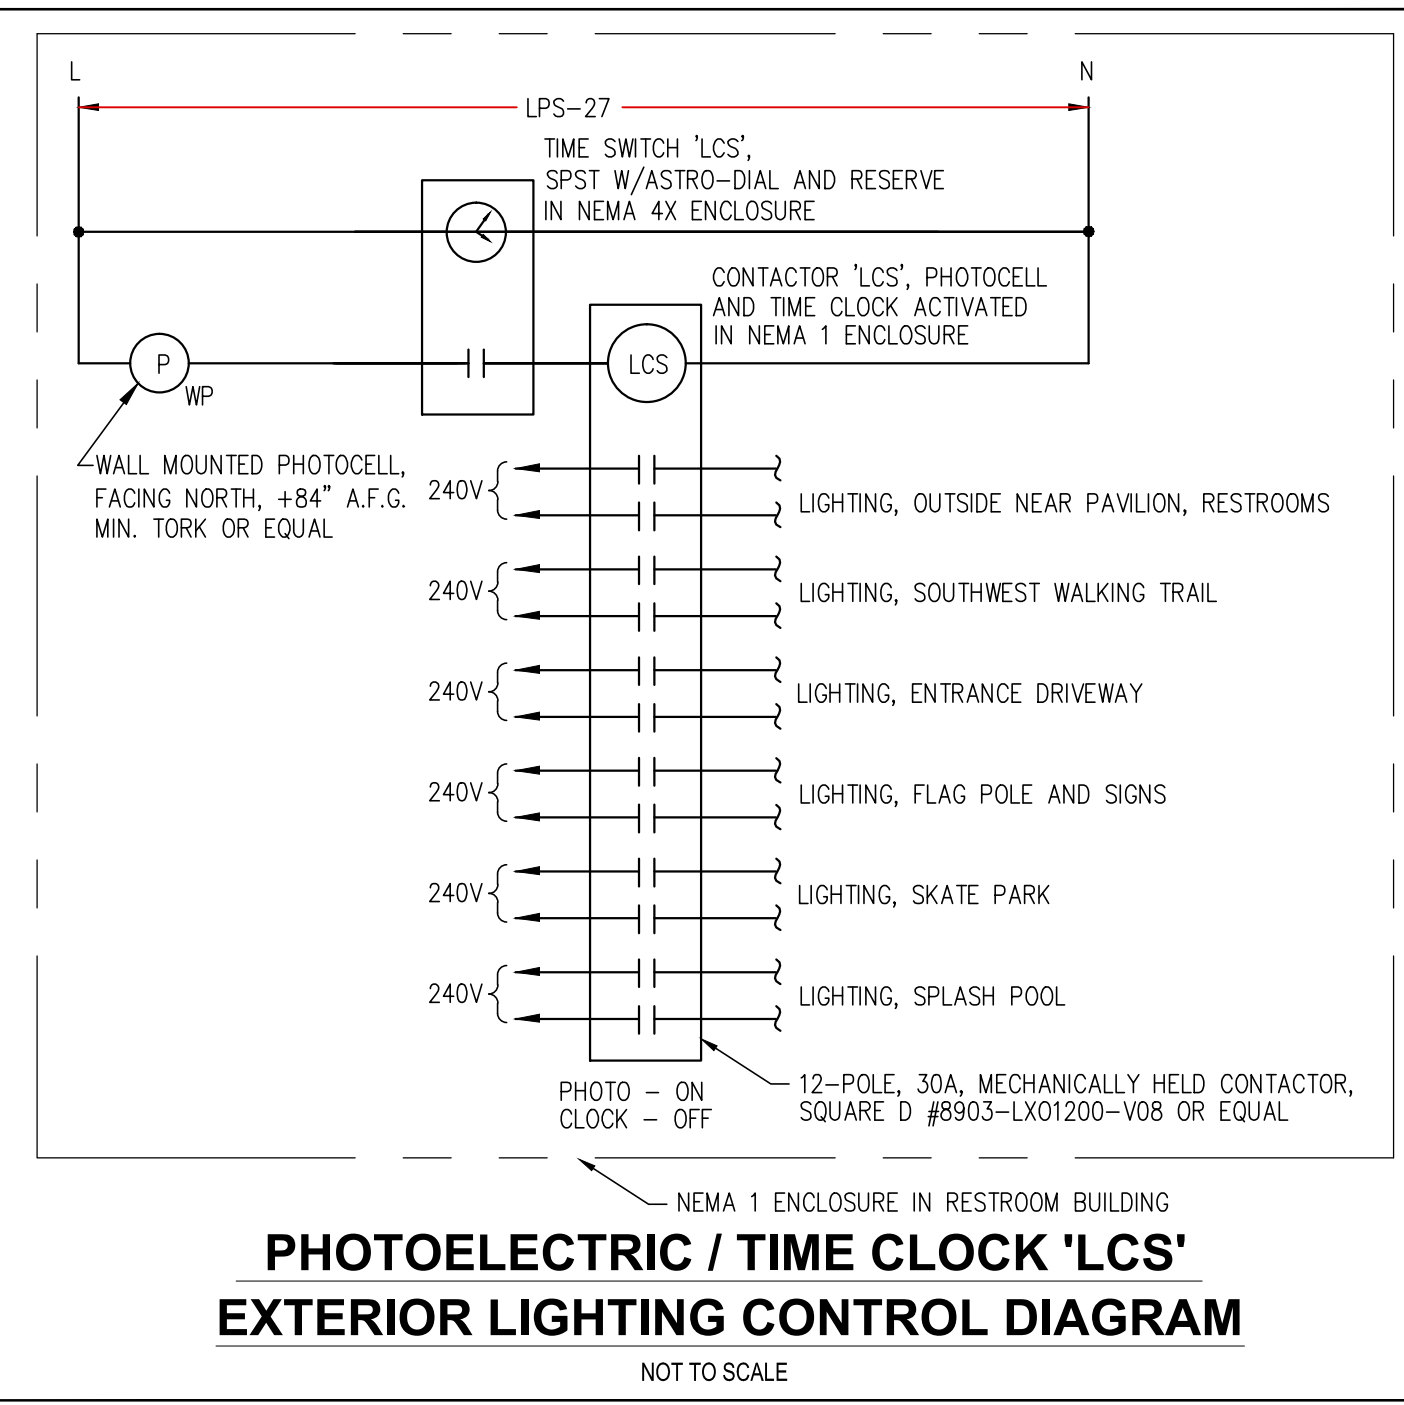 L
N
LPS-27
TIME SWITCH 'LCS',
SPST W/ASTRO-DIAL AND RESERVE
IN NEMA 4X ENCLOSURE
CONTACTOR 'LCS', PHOTOCELL
AND TIME CLOCK ACTIVATED
IN NEMA 1 ENCLOSURE
P
WP
LCS
WALL MOUNTED PHOTOCELL,
FACING NORTH, +84" A.F.G.
MIN. TORK OR EQUAL
240V
LIGHTING, OUTSIDE NEAR PAVILION, RESTROOMS
240V
LIGHTING, SOUTHWEST WALKING TRAIL
240V
LIGHTING, ENTRANCE DRIVEWAY
240V
LIGHTING, FLAG POLE AND SIGNS
240V
LIGHTING, SKATE PARK
240V
LIGHTING, SPLASH POOL
PHOTO - ON
CLOCK - OFF
12-POLE, 30A, MECHANICALLY HELD CONTACTOR,
SQUARE D #8903-LXO1200-V08 OR EQUAL
NEMA 1 ENCLOSURE IN RESTROOM BUILDING
PHOTOELECTRIC / TIME CLOCK 'LCS'
EXTERIOR LIGHTING CONTROL DIAGRAM
NOT TO SCALE